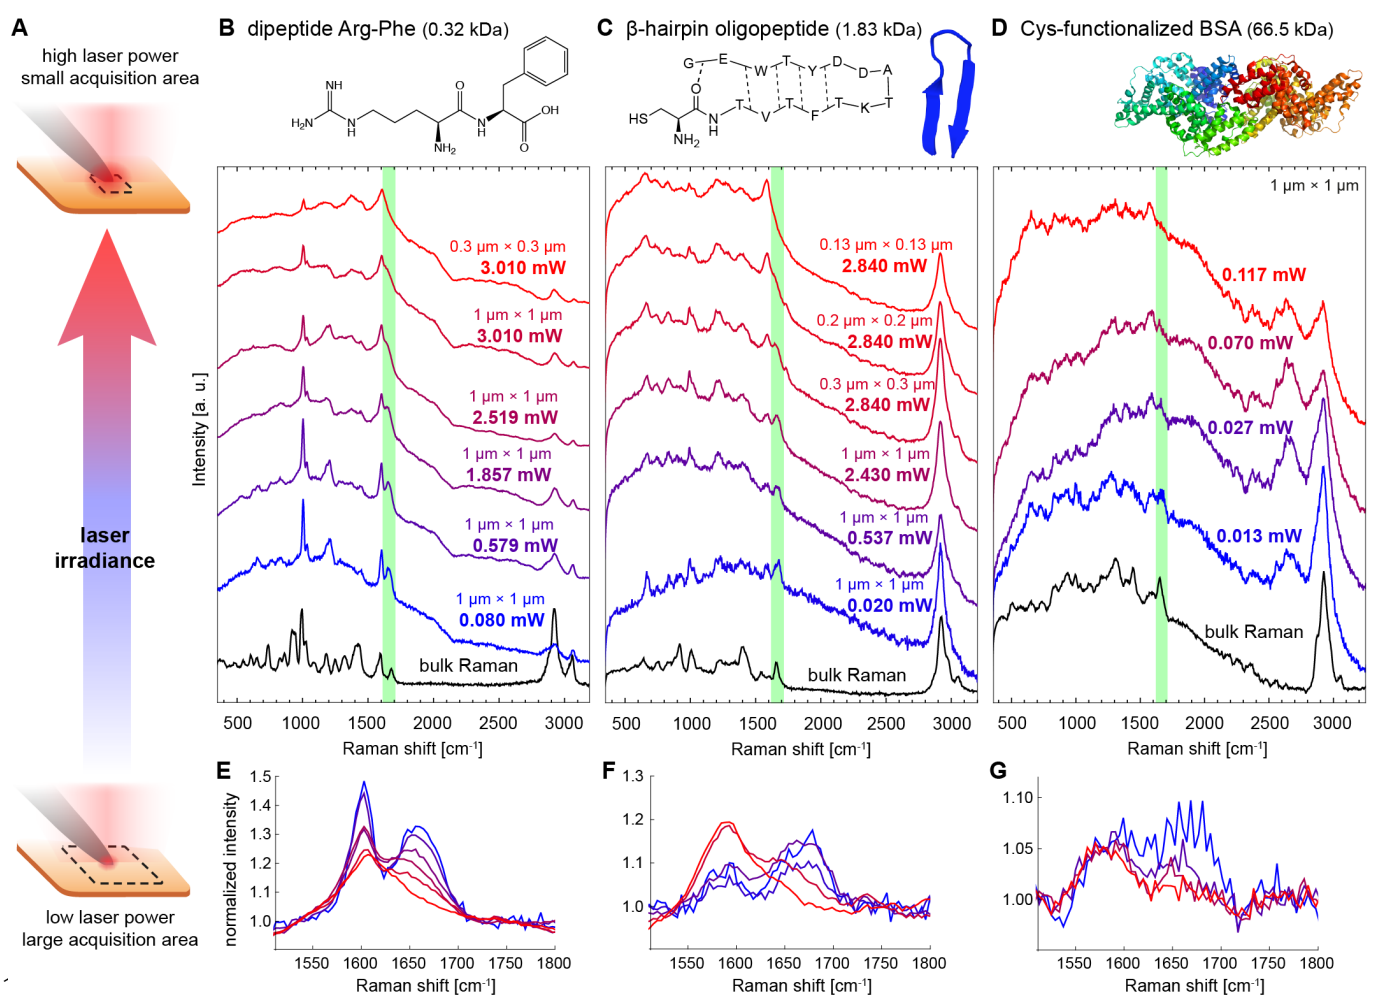 A
high laser power
small acquisition area
laser
irradiance
low laser power
large acquisition area
B dipeptide Arg-Phe (0.32 kDa)
NH
H2N
N
H
O
NH2
N
H
OH
O
Intensity [a. u.]
0.3 µm × 0.3 µm
3.010 mW
1 µm × 1 µm
3.010 mW
1 µm × 1 µm
2.519 mW
1 µm × 1 µm
1.857 mW
1 µm × 1 µm
0.579 mW
1 µm × 1 µm
0.080 mW
bulk Raman
500 1000 1500 2000 2500 3000
Raman shift [cm-1]
C β-hairpin oligopeptide (1.83 kDa)
G E W T Y D D A
HS
O
NH2
N
H
T V T F T K T
0.13 µm × 0.13 µm
2.840 mW
0.2 µm × 0.2 µm
2.840 mW
0.3 µm × 0.3 µm
2.840 mW
1 µm × 1 µm
2.430 mW
1 µm × 1 µm
0.537 mW
1 µm × 1 µm
0.020 mW
bulk Raman
500 1000 1500 2000 2500 3000
Raman shift [cm-1]
D Cys-functionalized BSA (66.5 kDa)
1 µm × 1 µm
0.117 mW
0.070 mW
0.027 mW
0.013 mW
bulk Raman
500 1000 1500 2000 2500 3000
Raman shift [cm-1]
E
normalized intensity
1.5
1.4
1.3
1.2
1.1
1.0
1550 1600 1650 1700 1750 1800
Raman shift [cm-1]
F
1.3
1.2
1.1
1.0
1550 1600 1650 1700 1750 1800
Raman shift [cm-1]
G
1.10
1.05
1.00
1550 1600 1650 1700 1750 1800
Raman shift [cm-1]